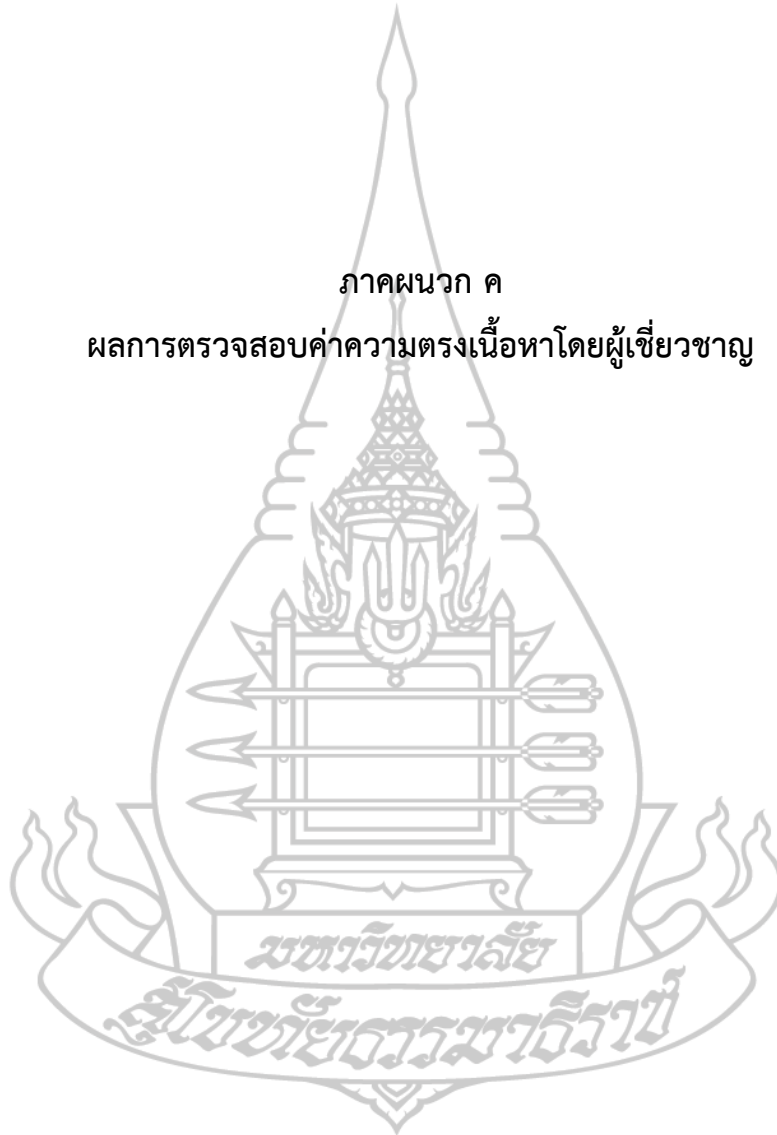 ภาคผนวก ค
ผลการตรวจสอบค่าความตรงเนื้อหาโดยผู้เชี่ยวชาญ
มหาวิทยาลัย
สุโขทัยธรรมาธิราช